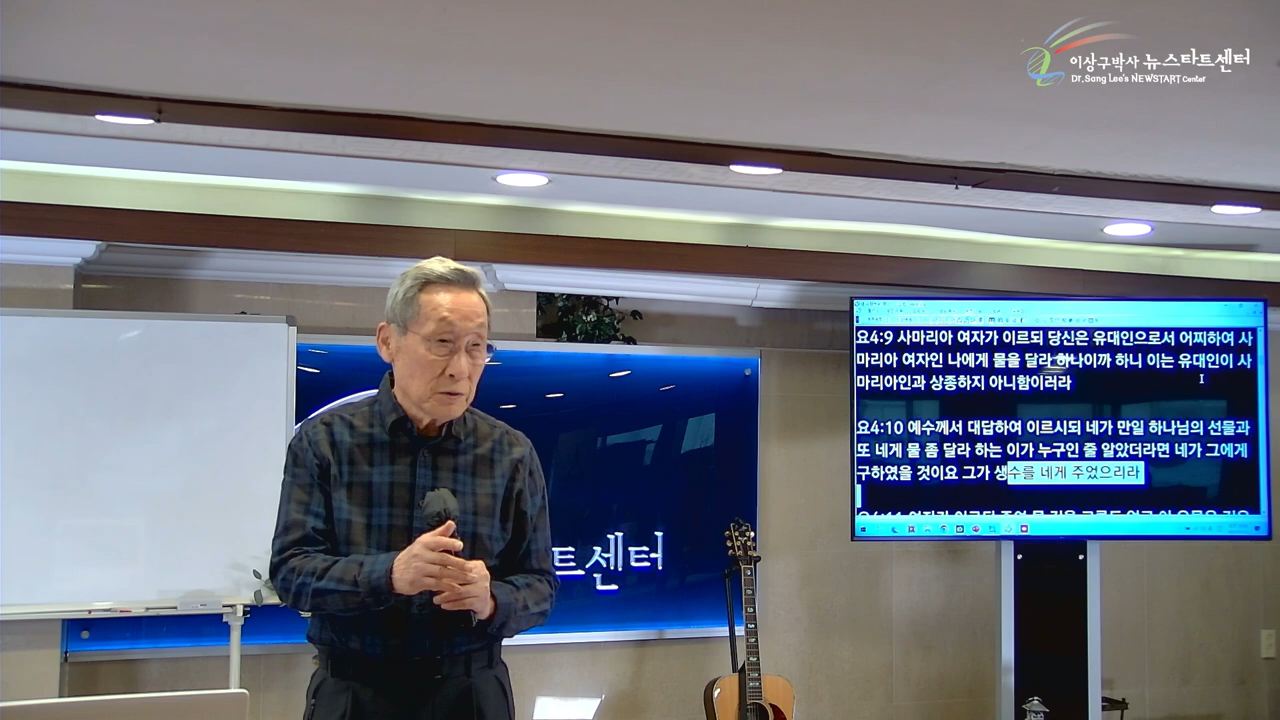 이상구박사 뉴스타트센터
Dr. Sang Lee's NEWSTART Center
요4:9 사마리아 여자가 이르되 당신은 유대인으로서 어찌하여 사
마리아 여자인 나에게 물을 달라 하나이까 하니 이는 유대인이 사
마리아인과 상종하지 아니함이러라
요4:10 예수께서 대답하여 이르시되 네가 만일 하나님의 선물과
또 네게 물 좀 달라 하는 이가 누구인 줄 알았더라면 네가 그에게
구하였을 것이요 그가 생수를 네게 주었으리라
트센터